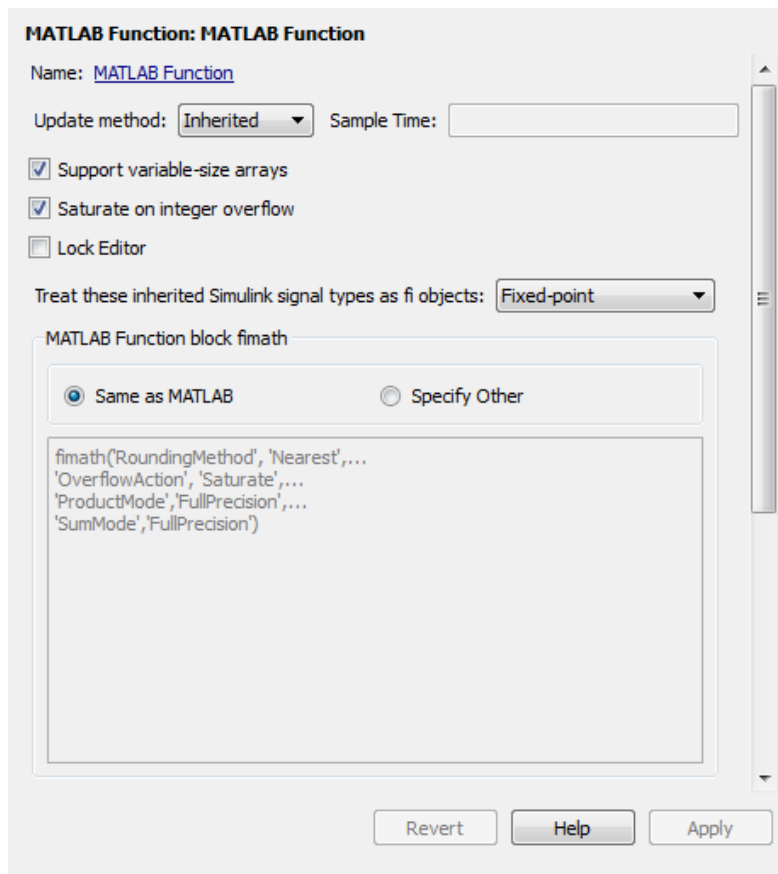 MATLAB Function: MATLAB Function
Name: MATLAB Function
Update method: Inherited Sample Time:
Support variable-size arrays
Saturate on integer overflow
Lock Editor
Treat these inherited Simulink signal types as fi objects: Fixed-point
MATLAB Function block fimath
Same as MATLAB Specify Other
fimath('RoundingMethod', 'Nearest',...
'OverflowAction', 'Saturate',...
'ProductMode','FullPrecision',...
'SumMode','FullPrecision')
Revert Help Apply